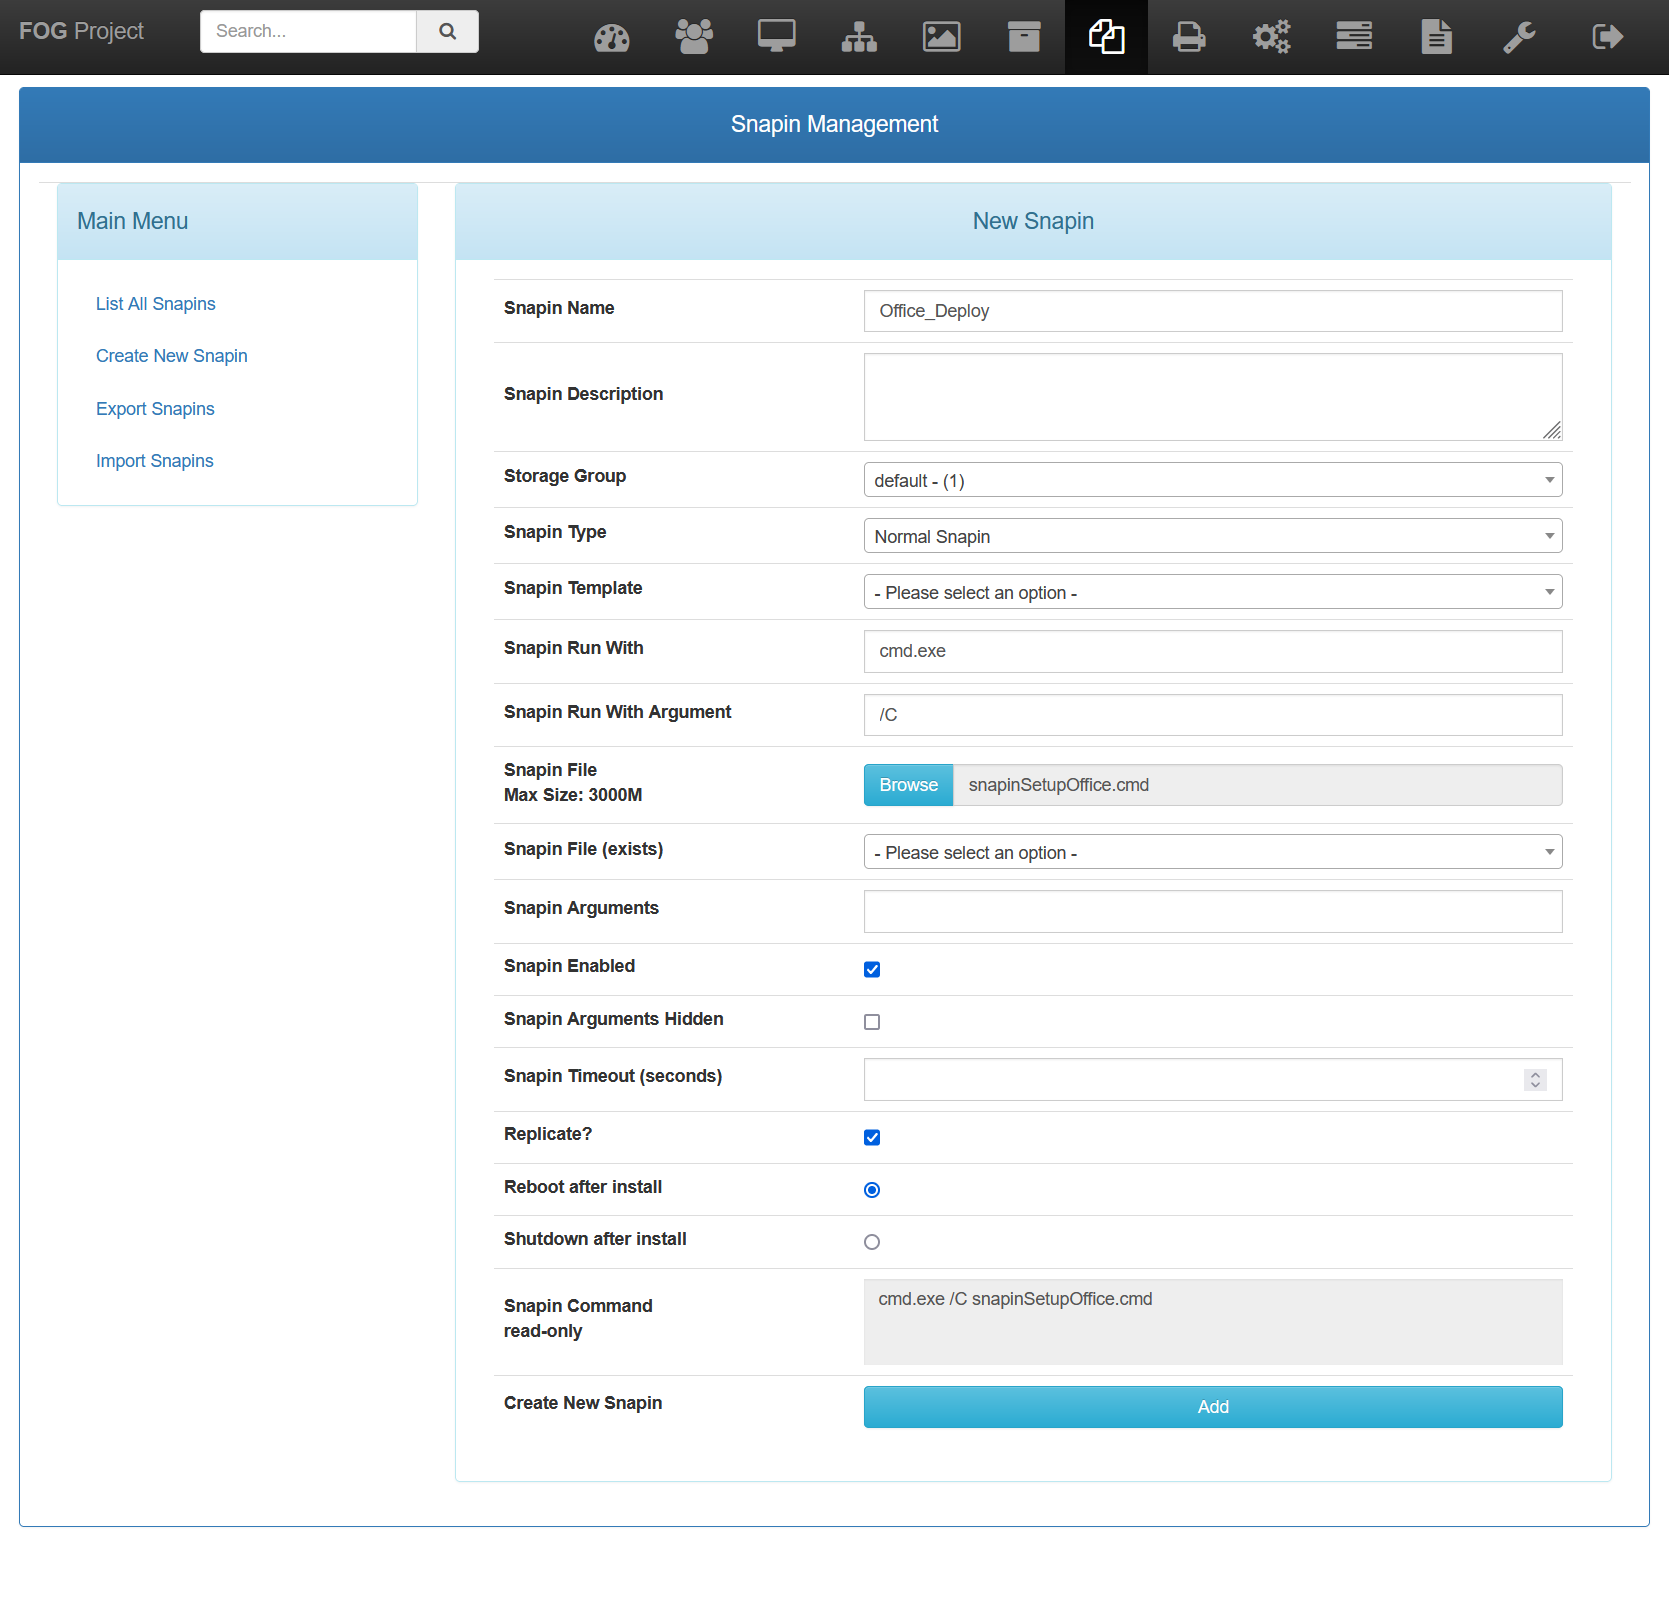 FOG Project
Search...
Snapin Management
Main Menu
List All Snapins
Create New Snapin
Export Snapins
Import Snapins
New Snapin
Snapin Name
Office_Deploy
Snapin Description
Storage Group
default - (1)
Snapin Type
Normal Snapin
Snapin Template
- Please select an option -
Snapin Run With
cmd.exe
Snapin Run With Argument
/C
Snapin File
Max Size: 3000M
Browse
snapinSetupOffice.cmd
Snapin File (exists)
- Please select an option -
Snapin Arguments
Snapin Enabled
Snapin Arguments Hidden
Snapin Timeout (seconds)
Replicate?
Reboot after install
Shutdown after install
Snapin Command
read-only
cmd.exe /C snapinSetupOffice.cmd
Create New Snapin
Add